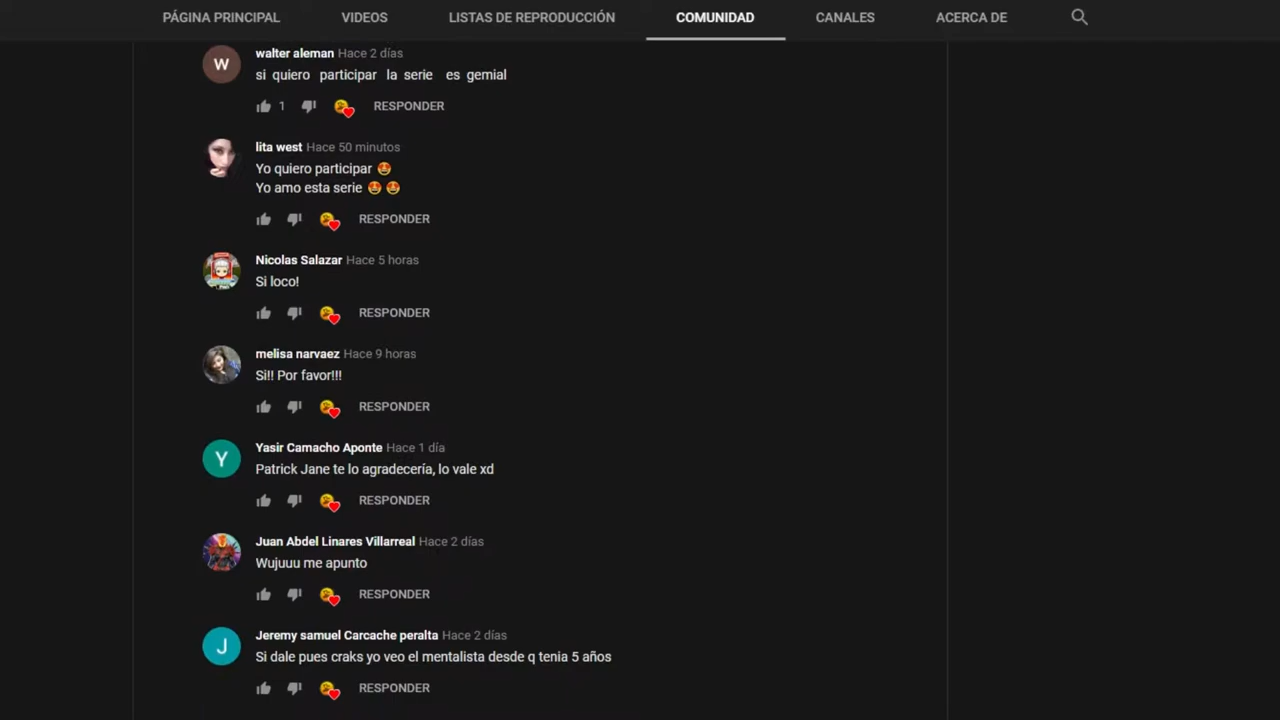 PÁGINA PRINCIPAL VIDEOS LISTAS DE REPRODUCCIÓN COMUNIDAD CANALES ACERCA DE
W
walter aleman Hace 2 días
si quiero participar la serie es gemial
1 RESPONDER
lita west Hace 50 minutos
Yo quiero participar 😍
Yo amo esta serie 😍 😍
RESPONDER
Nicolas Salazar Hace 5 horas
Si loco!
RESPONDER
melisa narvaez Hace 9 horas
Si!! Por favor!!!
RESPONDER
Y
Yasir Camacho Aponte Hace 1 día
Patrick Jane te lo agradecería, lo vale xd
RESPONDER
Juan Abdel Linares Villarreal Hace 2 días
Wujuuu me apunto
RESPONDER
J
Jeremy samuel Carcache peralta Hace 2 días
Si dale pues craks yo veo el mentalista desde q tenia 5 años
RESPONDER